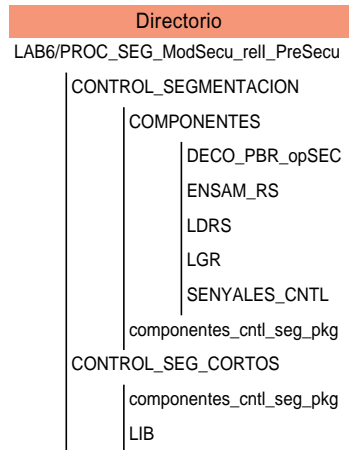 Directorio
LAB6/PROC_SEG_ModSecu_rell_PreSecu
CONTROL_SEGMENTACION
COMPONENTES
DECO_PBR_opSEC
ENSAM_RS
LDRS
LGR
SENYALES_CNTL
componentes_cntl_seg_pkg
CONTROL_SEG_CORTOS
componentes_cntl_seg_pkg
LIB